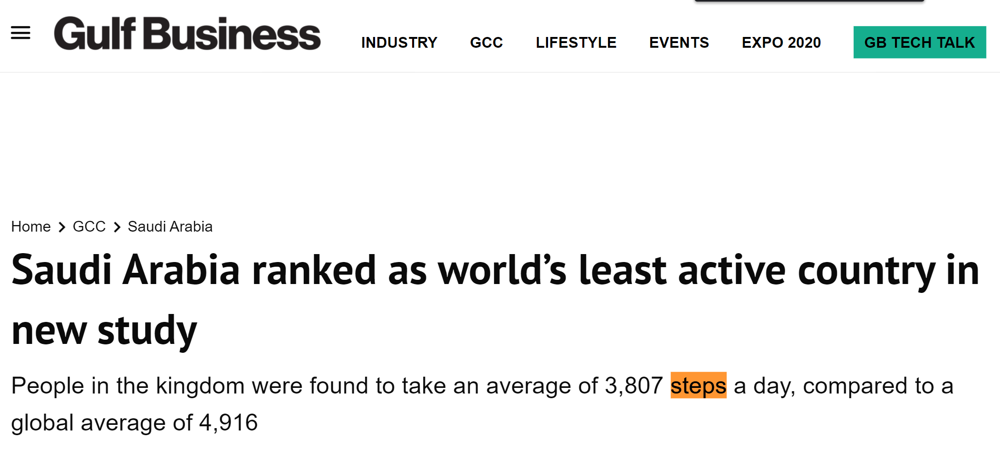 Gulf Business
INDUSTRY GCC LIFESTYLE EVENTS EXPO 2020 GB TECH TALK
Home > GCC > Saudi Arabia
Saudi Arabia ranked as world’s least active country in
new study
People in the kingdom were found to take an average of 3,807 steps a day, compared to a
global average of 4,916